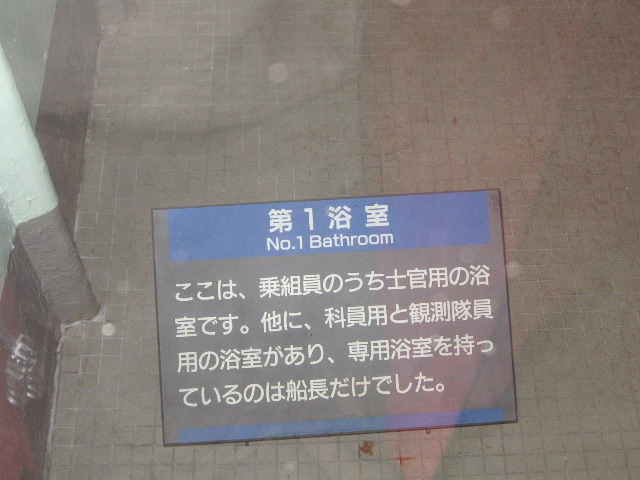 第1浴室
No.1 Bathroom
ここは、乗組員のうち士官用の浴
室です。他に、科員用と観測隊員
用の浴室があり、専用浴室を持っ
ているのは船長だけでした。